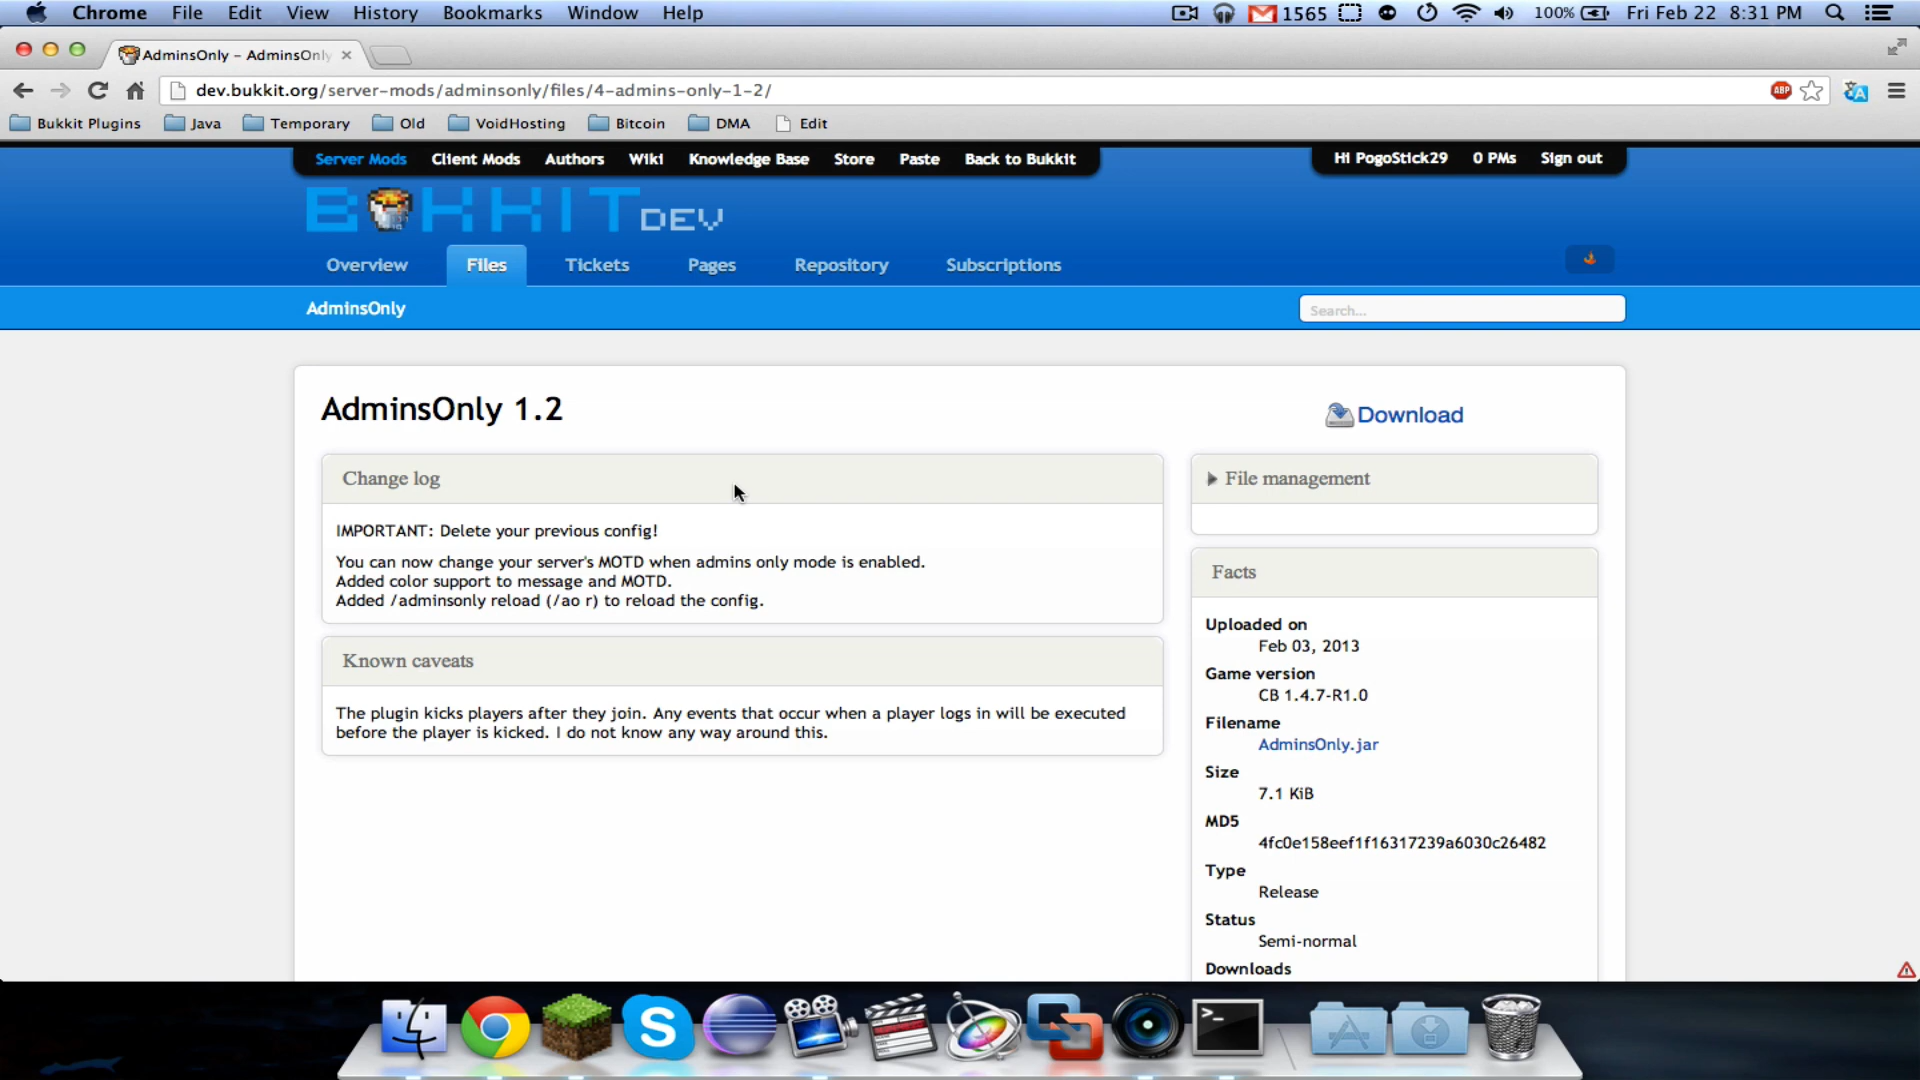 Chrome File Edit View History Bookmarks Window Help 1565 100% Fri Feb 22 8:31 PM
AdminsOnly – AdminsOnly
dev.bukkit.org/server-mods/adminsonly/files/4-admins-only-1-2/ ABP
Bukkit Plugins Java Temporary Old VoidHosting Bitcoin DMA Edit
Server Mods Client Mods Authors Wiki Knowledge Base Store Paste Back to Bukkit Hi PogoStick29 0 PMs Sign out
BUKKIT DEV
Overview Files Tickets Pages Repository Subscriptions
AdminsOnly Search...
AdminsOnly 1.2 Download
Change log
IMPORTANT: Delete your previous config!
You can now change your server's MOTD when admins only mode is enabled.
Added color support to message and MOTD.
Added /adminsonly reload (/ao r) to reload the config.
Known caveats
The plugin kicks players after they join. Any events that occur when a player logs in will be executed
before the player is kicked. I do not know any way around this.
File management
Facts
Uploaded on
Feb 03, 2013
Game version
CB 1.4.7-R1.0
Filename
AdminsOnly.jar
Size
7.1 KiB
MD5
4fc0e158eef1f16317239a6030c26482
Type
Release
Status
Semi-normal
Downloads